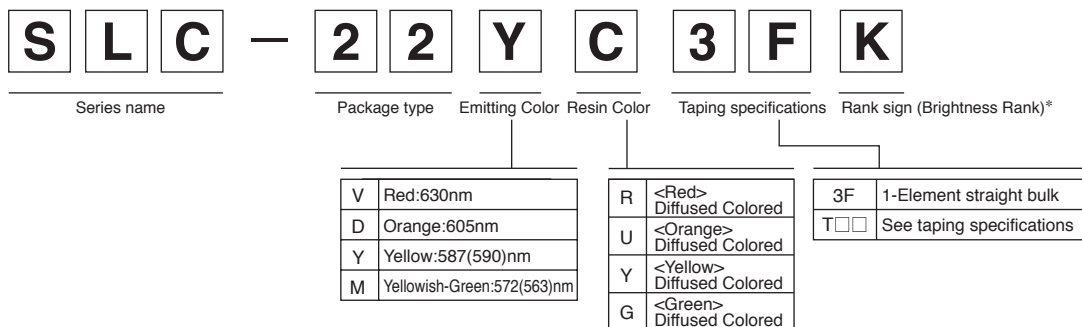 S L C — 2 2 Y C 3 F K
Series name Package type Emitting Color Resin Color Taping specifications Rank sign (Brightness Rank)*
V Red:630nm
D Orange:605nm
Y Yellow:587(590)nm
M Yellowish-Green:572(563)nm
R <Red>
Diffused Colored
U <Orange>
Diffused Colored
Y <Yellow>
Diffused Colored
G <Green>
Diffused Colored
3F 1-Element straight bulk
T□□ See taping specifications